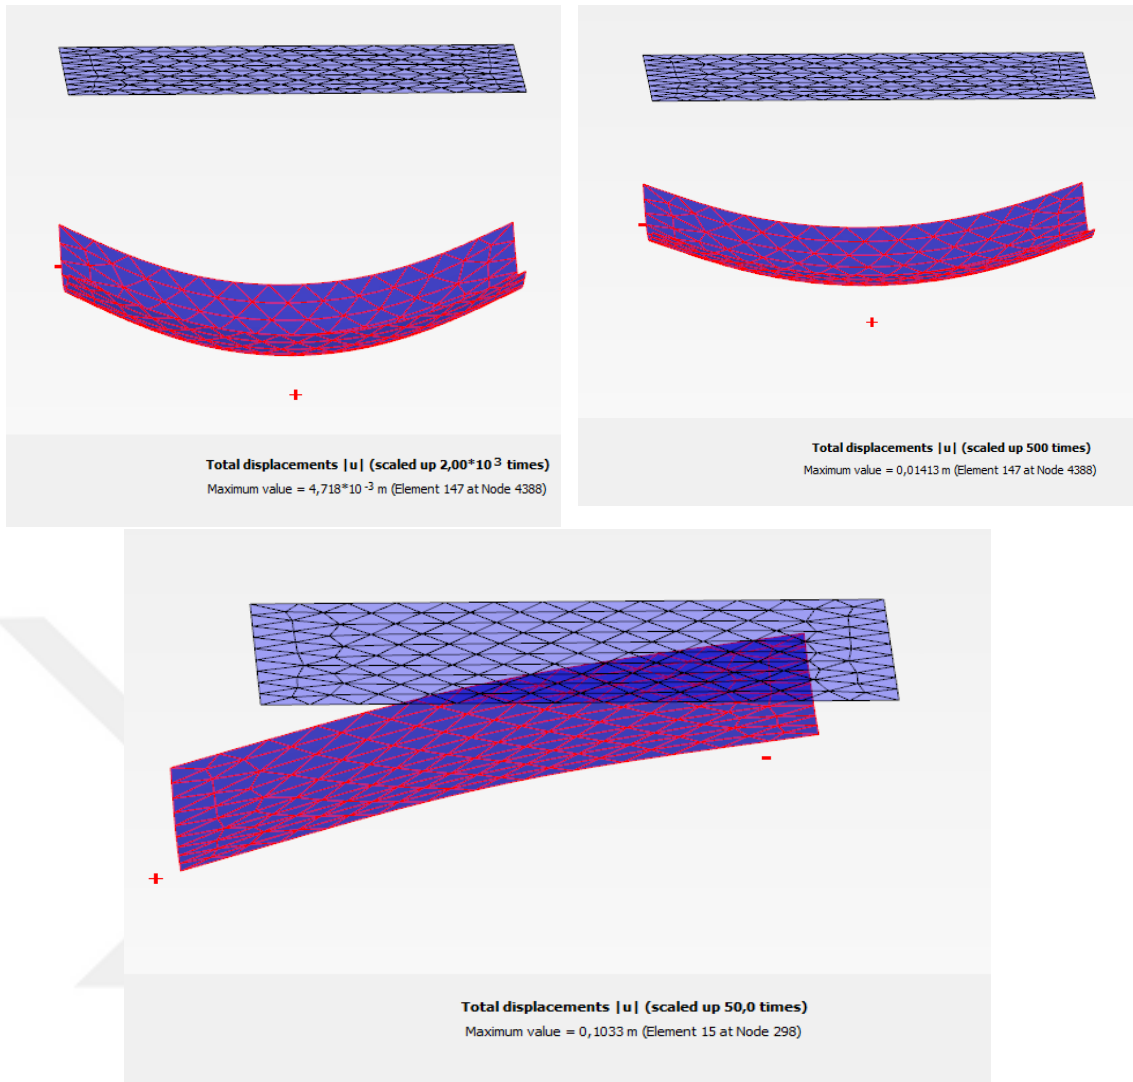 Total displacements |u| (scaled up 2,00*10 3 times)
Maximum value = 4,718*10 -3 m (Element 147 at Node 4388)
Total displacements |u| (scaled up 500 times)
Maximum value = 0,01413 m (Element 147 at Node 4388)
Total displacements |u| (scaled up 50,0 times)
Maximum value = 0,1033 m (Element 15 at Node 298)